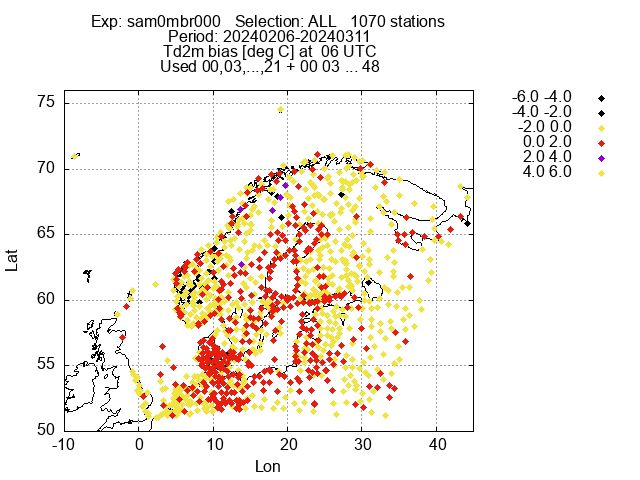 Exp: sam0mbr000   Selection: ALL   1070 stations
Period: 20240206-20240311
Td2m bias [deg C] at  06 UTC
Used 00,03,...,21 + 00 03 ... 48
-6.0 -4.0
-4.0 -2.0
-2.0 0.0
0.0 2.0
2.0 4.0
4.0 6.0
75
70
65
60
55
50
Lat
-10 0 10 20 30 40
Lon